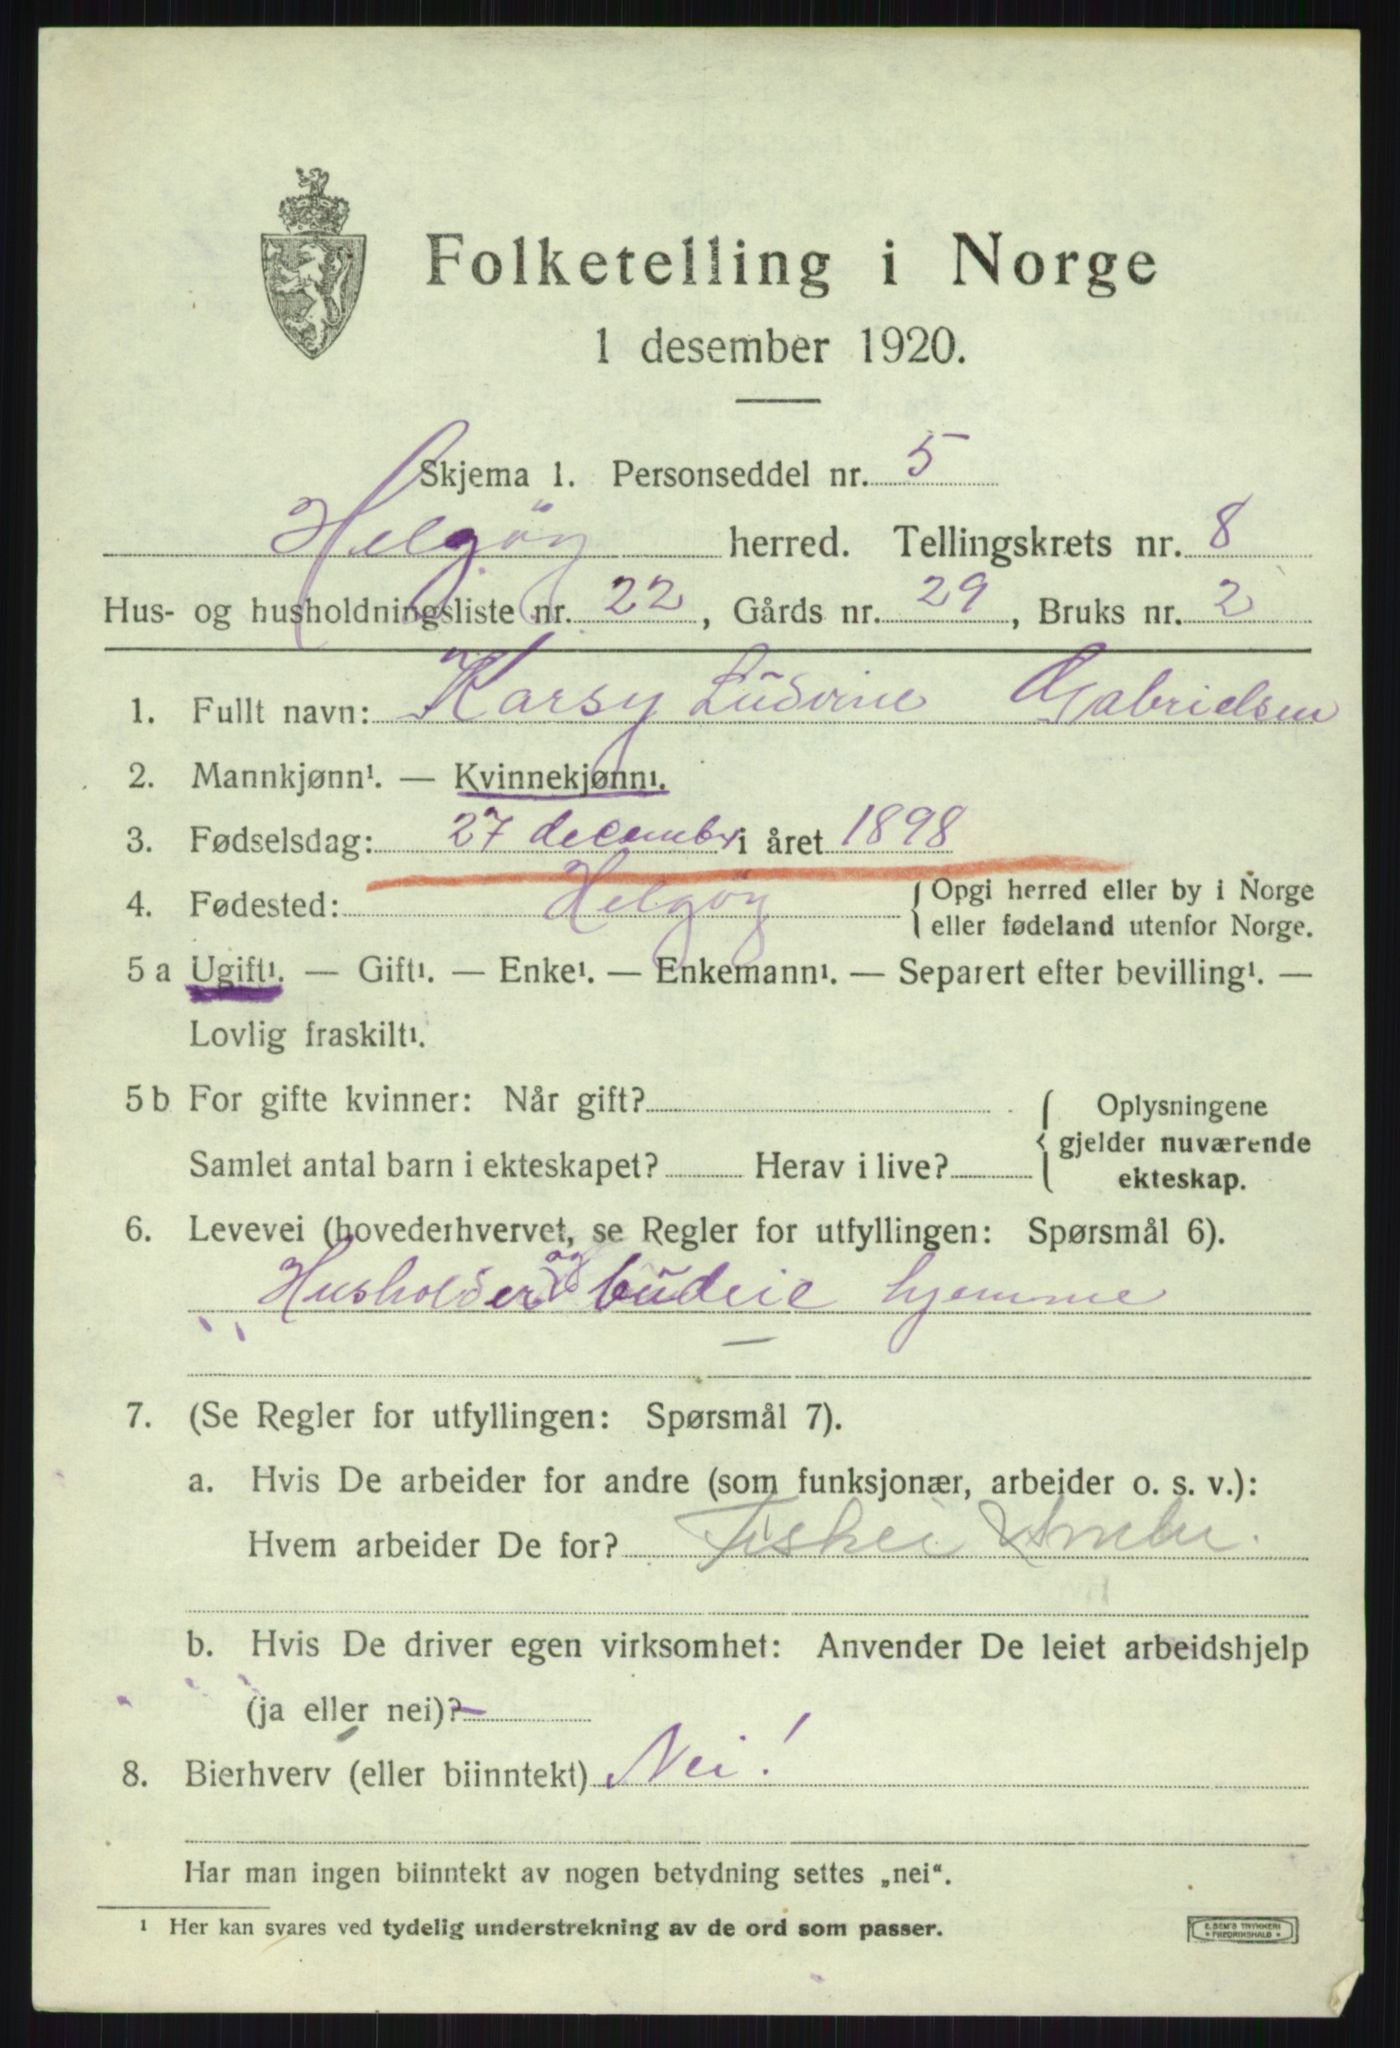 Folketelling i Norge
1 desember 1920.
Skjema 1. Personseddel nr. 5
Helgøy herred. Tellingskrets nr. 8
Hus- og husholdningsliste nr. 22, Gårds nr. 29, Bruks nr. 2
1. Fullt navn: Karsy Ludvine Gabrielsen
2. Mannkjønn¹. — Kvinnekjønn¹.
3. Fødselsdag: 27 decembr i året 1898
4. Fødested: Helgøy { Opgi herred eller by i Norge
eller fødeland utenfor Norge.
5 a Ugift¹. — Gift¹. — Enke¹. — Enkemann¹. — Separert efter bevilling¹. —
Lovlig fraskilt¹.
5 b For gifte kvinner: Når gift? { Oplysningene
gjelder nuværende
Samlet antal barn i ekteskapet? Herav i live?
ekteskap.
6. Levevei (hovederhvervet, se Regler for utfyllingen: Spørsmål 6).
Husholder og budeie hjemme
7. (Se Regler for utfyllingen: Spørsmål 7).
a. Hvis De arbeider for andre (som funksjonær, arbeider o. s. v.):
Hvem arbeider De for? Fisker
b. Hvis De driver egen virksomhet: Anvender De leiet arbeidshjelp
(ja eller nei)? —
8. Bierhverv (eller biinntekt) Nei!
Har man ingen biinntekt av nogen betydning settes „nei“.
¹ Her kan svares ved tydelig understrekning av de ord som passer.
E. SEM'S TRYKKERI
* FREDRIKSHALD *